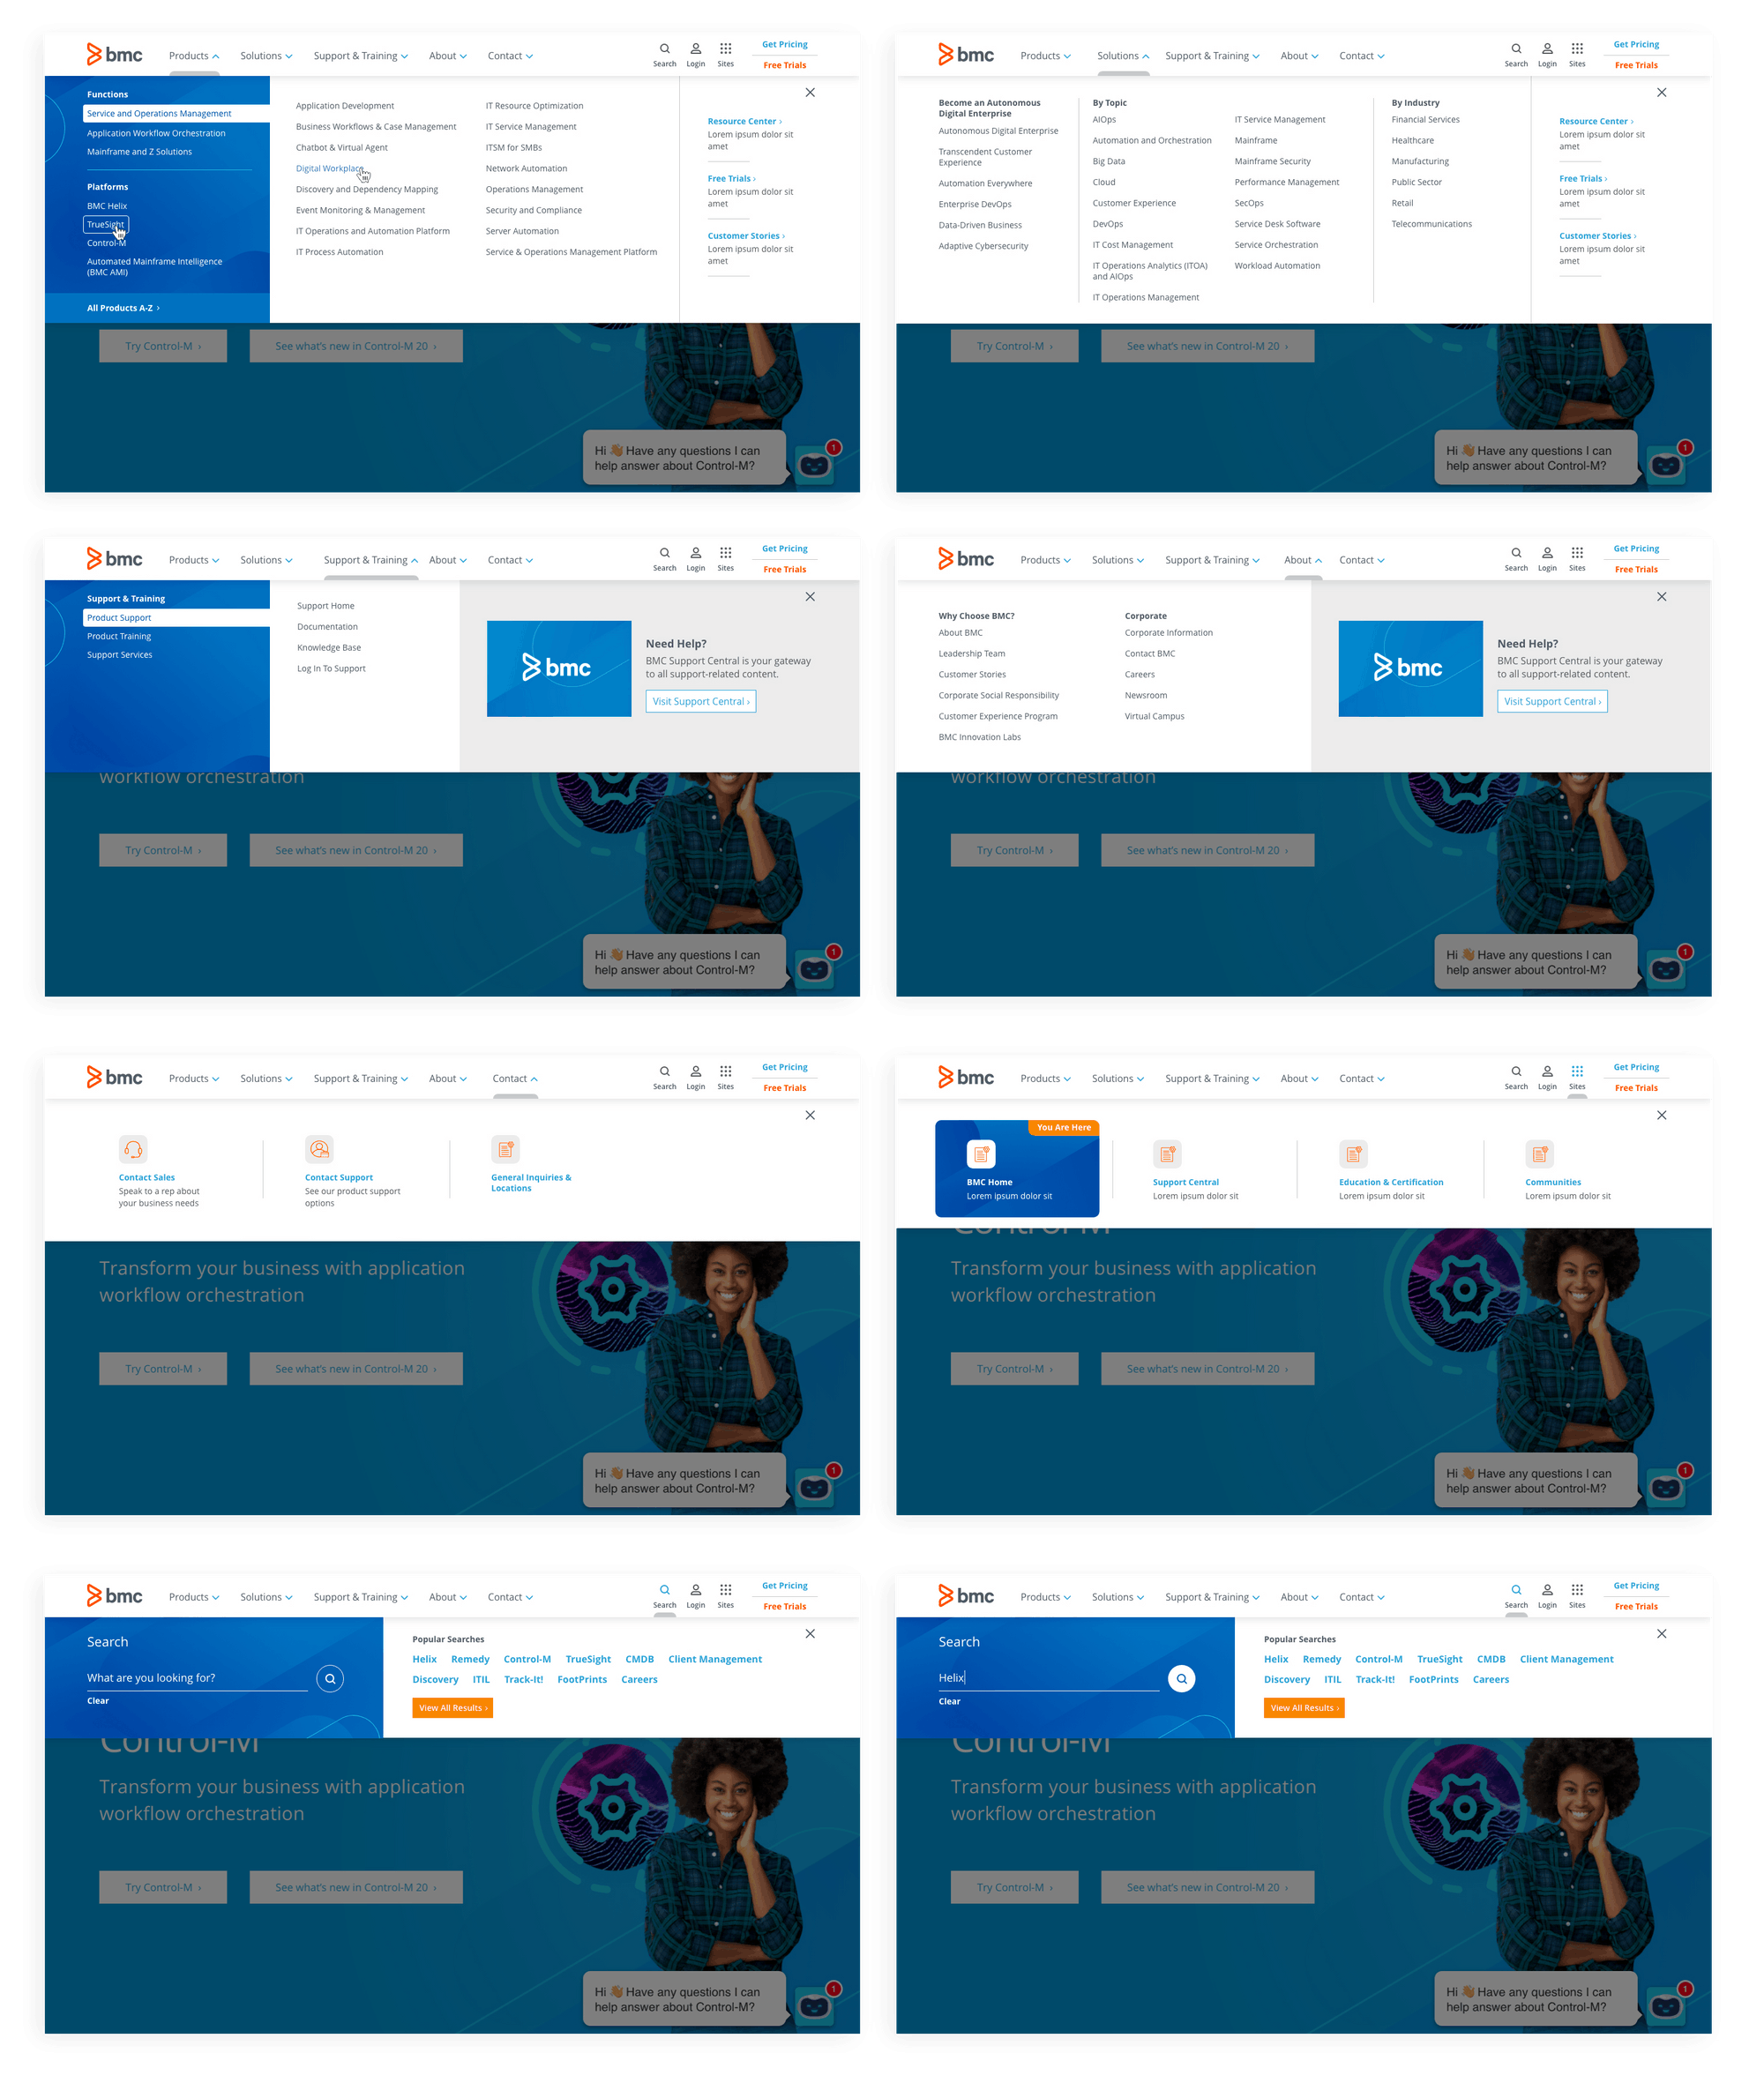 bmc
Products
Solutions
Support & Training
About
Contact
Search
Login
Sites
Get Pricing
Free Trials
Functions
Service and Operations Management
Application Workflow Orchestration
Mainframe and Z Solutions
Platforms
BMC Helix
TrueSight
Control-M
Automated Mainframe Intelligence
(BMC AMI)
All Products A-Z ›
Application Development
Business Workflows & Case Management
Chatbot & Virtual Agent
Digital Workplace
Discovery and Dependency Mapping
Event Monitoring & Management
IT Operations and Automation Platform
IT Process Automation
IT Resource Optimization
IT Service Management
ITSM for SMBs
Network Automation
Operations Management
Security and Compliance
Server Automation
Service & Operations Management Platform
Resource Center ›
Lorem ipsum dolor sit
amet
Free Trials ›
Lorem ipsum dolor sit
amet
Customer Stories ›
Lorem ipsum dolor sit
amet
Try Control-M ›
See what's new in Control-M 20 ›
Hi 👋 Have any questions I can
help answer about Control-M?
1
bmc
Products
Solutions
Support & Training
About
Contact
Search
Login
Sites
Get Pricing
Free Trials
Become an Autonomous
Digital Enterprise
Autonomous Digital Enterprise
Transcendent Customer
Experience
Automation Everywhere
Enterprise DevOps
Data-Driven Business
Adaptive Cybersecurity
By Topic
AIOps
Automation and Orchestration
Big Data
Cloud
Customer Experience
DevOps
IT Cost Management
IT Operations Analytics (ITOA)
and AIOps
IT Operations Management
IT Service Management
Mainframe
Mainframe Security
Performance Management
SecOps
Service Desk Software
Service Orchestration
Workload Automation
By Industry
Financial Services
Healthcare
Manufacturing
Public Sector
Retail
Telecommunications
Resource Center ›
Lorem ipsum dolor sit
amet
Free Trials ›
Lorem ipsum dolor sit
amet
Customer Stories ›
Lorem ipsum dolor sit
amet
Try Control-M ›
See what's new in Control-M 20 ›
Hi 👋 Have any questions I can
help answer about Control-M?
1
bmc
Products
Solutions
Support & Training
About
Contact
Search
Login
Sites
Get Pricing
Free Trials
Support & Training
Product Support
Product Training
Support Services
Support Home
Documentation
Knowledge Base
Log In To Support
bmc
Need Help?
BMC Support Central is your gateway
to all support-related content.
Visit Support Central ›
workflow orchestration
Try Control-M ›
See what's new in Control-M 20 ›
Hi 👋 Have any questions I can
help answer about Control-M?
1
bmc
Products
Solutions
Support & Training
About
Contact
Search
Login
Sites
Get Pricing
Free Trials
Why Choose BMC?
About BMC
Leadership Team
Customer Stories
Corporate Social Responsibility
Customer Experience Program
BMC Innovation Labs
Corporate
Corporate Information
Contact BMC
Careers
Newsroom
Virtual Campus
bmc
Need Help?
BMC Support Central is your gateway
to all support-related content.
Visit Support Central ›
workflow orchestration
Try Control-M ›
See what's new in Control-M 20 ›
Hi 👋 Have any questions I can
help answer about Control-M?
1
bmc
Products
Solutions
Support & Training
About
Contact
Search
Login
Sites
Get Pricing
Free Trials
Contact Sales
Speak to a rep about
your business needs
Contact Support
See our product support
options
General Inquiries &
Locations
Transform your business with application
workflow orchestration
Try Control-M ›
See what's new in Control-M 20 ›
Hi 👋 Have any questions I can
help answer about Control-M?
1
bmc
Products
Solutions
Support & Training
About
Contact
Search
Login
Sites
Get Pricing
Free Trials
You Are Here
BMC Home
Lorem ipsum dolor sit
Support Central
Lorem ipsum dolor sit
Education & Certification
Lorem ipsum dolor sit
Communities
Lorem ipsum dolor sit
Control-M
Transform your business with application
workflow orchestration
Try Control-M ›
See what's new in Control-M 20 ›
Hi 👋 Have any questions I can
help answer about Control-M?
1
bmc
Products
Solutions
Support & Training
About
Contact
Search
Login
Sites
Get Pricing
Free Trials
Search
What are you looking for?
Clear
Popular Searches
Helix Remedy Control-M TrueSight CMDB Client Management
Discovery ITIL Track-It! FootPrints Careers
View All Results ›
Control-M
Transform your business with application
workflow orchestration
Try Control-M ›
See what's new in Control-M 20 ›
Hi 👋 Have any questions I can
help answer about Control-M?
1
bmc
Products
Solutions
Support & Training
About
Contact
Search
Login
Sites
Get Pricing
Free Trials
Search
Helix
Clear
Popular Searches
Helix Remedy Control-M TrueSight CMDB Client Management
Discovery ITIL Track-It! FootPrints Careers
View All Results ›
Control-M
Transform your business with application
workflow orchestration
Try Control-M ›
See what's new in Control-M 20 ›
Hi 👋 Have any questions I can
help answer about Control-M?
1